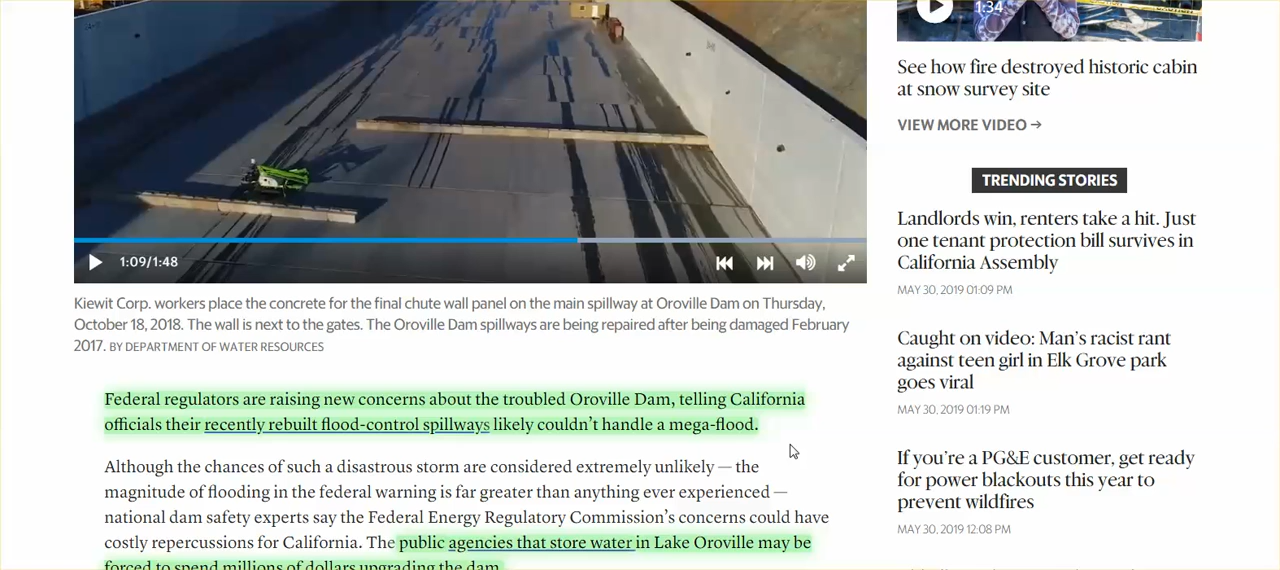 1:34
See how fire destroyed historic cabin
at snow survey site
VIEW MORE VIDEO →
TRENDING STORIES
Landlords win, renters take a hit. Just
one tenant protection bill survives in
California Assembly
MAY 30, 2019 01:09 PM
Caught on video: Man's racist rant
against teen girl in Elk Grove park
goes viral
MAY 30, 2019 01:19 PM
If you're a PG&E customer, get ready
for power blackouts this year to
prevent wildfires
MAY 30, 2019 12:08 PM
1:09/1:48
Kiewit Corp. workers place the concrete for the final chute wall panel on the main spillway at Oroville Dam on Thursday,
October 18, 2018. The wall is next to the gates. The Oroville Dam spillways are being repaired after being damaged February
2017. BY DEPARTMENT OF WATER RESOURCES
Federal regulators are raising new concerns about the troubled Oroville Dam, telling California
officials their recently rebuilt flood-control spillways likely couldn't handle a mega-flood.
Although the chances of such a disastrous storm are considered extremely unlikely — the
magnitude of flooding in the federal warning is far greater than anything ever experienced —
national dam safety experts say the Federal Energy Regulatory Commission's concerns could have
costly repercussions for California. The public agencies that store water in Lake Oroville may be
forced to spend millions of dollars upgrading the dam.